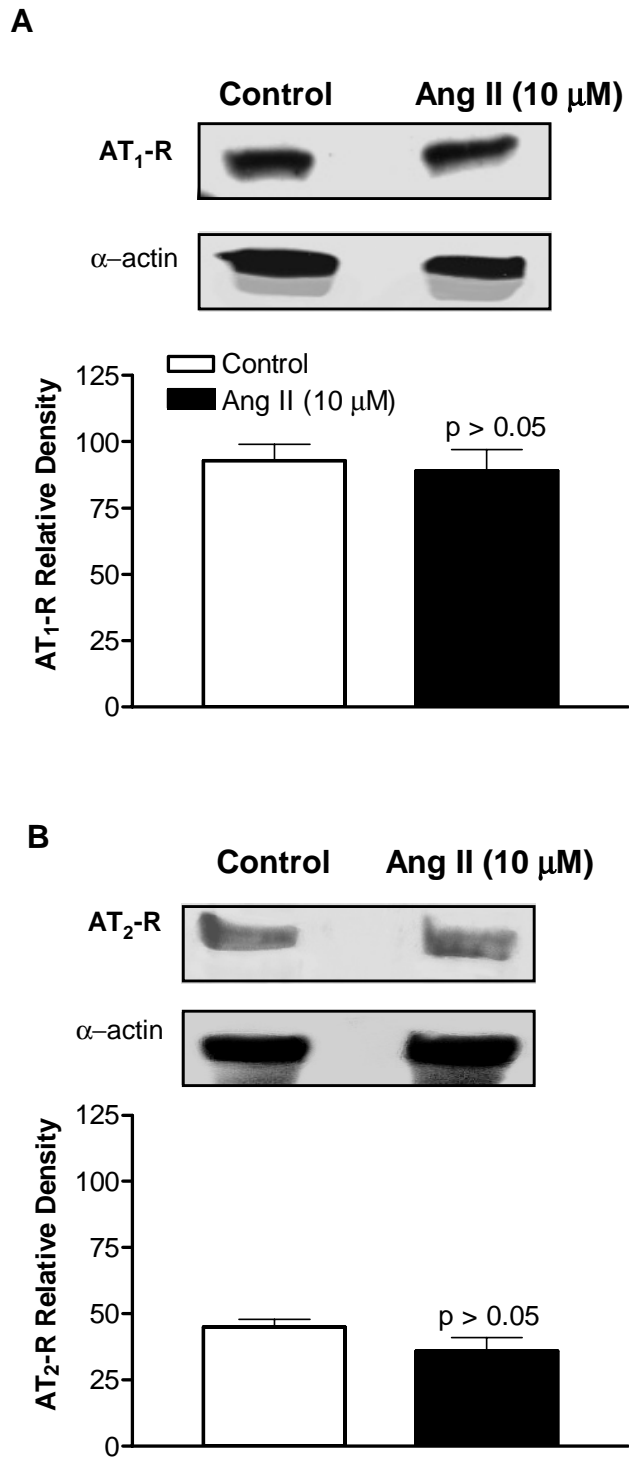 A
Control Ang II (10 μM)
AT₁-R
α–actin
Control
Ang II (10 μM)
125
100
75
50
25
0
AT₁-R Relative Density
p > 0.05
B
Control Ang II (10 μM)
AT₂-R
α–actin
125
100
75
50
25
0
AT₂-R Relative Density
p > 0.05